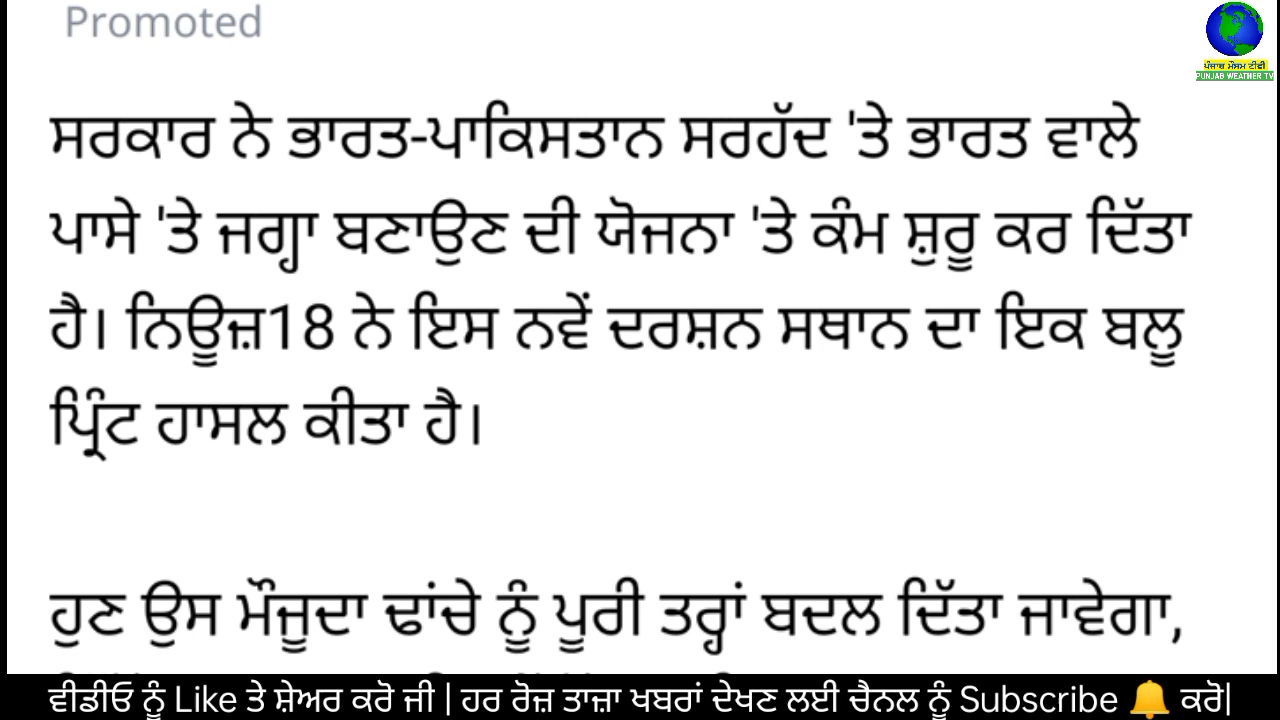 Promoted
ਪੰਜਾਬ ਮੌਸਮ ਟੀਵੀ
PUNJAB WEATHER TV
ਸਰਕਾਰ ਨੇ ਭਾਰਤ-ਪਾਕਿਸਤਾਨ ਸਰਹੱਦ 'ਤੇ ਭਾਰਤ ਵਾਲੇ
ਪਾਸੇ 'ਤੇ ਜਗ੍ਹਾ ਬਣਾਉਣ ਦੀ ਯੋਜਨਾ 'ਤੇ ਕੰਮ ਸ਼ੁਰੂ ਕਰ ਦਿੱਤਾ
ਹੈ। ਨਿਊਜ਼18 ਨੇ ਇਸ ਨਵੇਂ ਦਰਸ਼ਨ ਸਥਾਨ ਦਾ ਇਕ ਬਲੂ
ਪ੍ਰਿੰਟ ਹਾਸਲ ਕੀਤਾ ਹੈ।
ਹੁਣ ਉਸ ਮੌਜੂਦਾ ਢਾਂਚੇ ਨੂੰ ਪੂਰੀ ਤਰ੍ਹਾਂ ਬਦਲ ਦਿੱਤਾ ਜਾਵੇਗਾ,
ਵੀਡੀਓ ਨੂੰ Like ਤੇ ਸ਼ੇਅਰ ਕਰੋ ਜੀ | ਹਰ ਰੋਜ਼ ਤਾਜ਼ਾ ਖਬਰਾਂ ਦੇਖਣ ਲਈ ਚੈਨਲ ਨੂੰ Subscribe 🔔 ਕਰੋ|